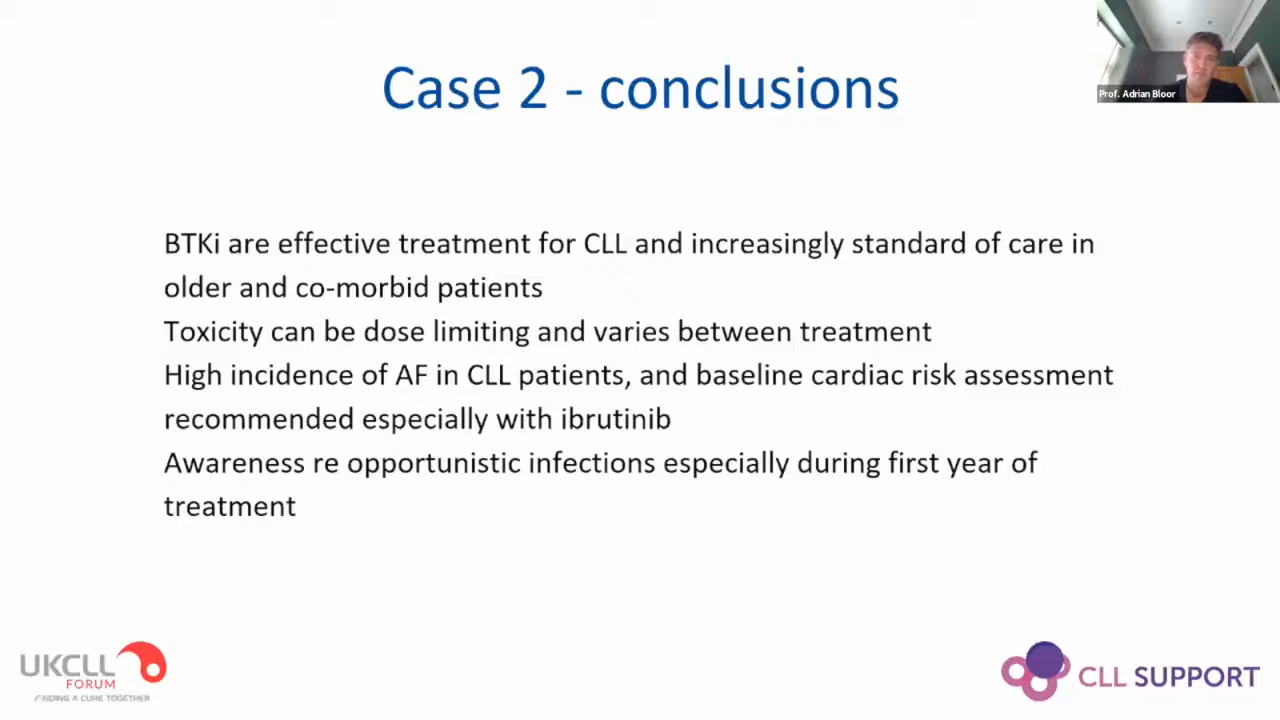 Case 2 - conclusions
Prof. Adrian Bloor
BTKi are effective treatment for CLL and increasingly standard of care in
older and co-morbid patients
Toxicity can be dose limiting and varies between treatment
High incidence of AF in CLL patients, and baseline cardiac risk assessment
recommended especially with ibrutinib
Awareness re opportunistic infections especially during first year of
treatment
UKCLL
FORUM
FINDING A CURE TOGETHER
CLL SUPPORT